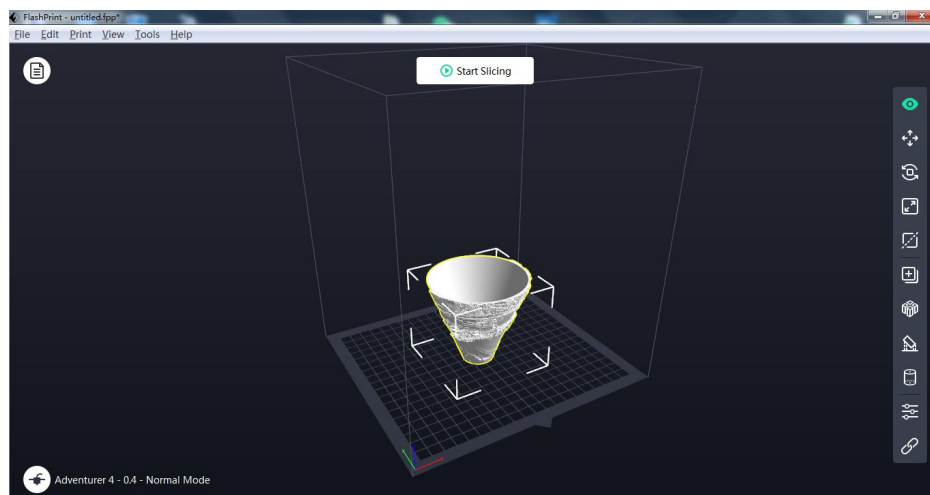 FlashPrint - untitled.fpp*
File Edit Print View Tools Help
Start Slicing
Adventurer 4 - 0.4 - Normal Mode